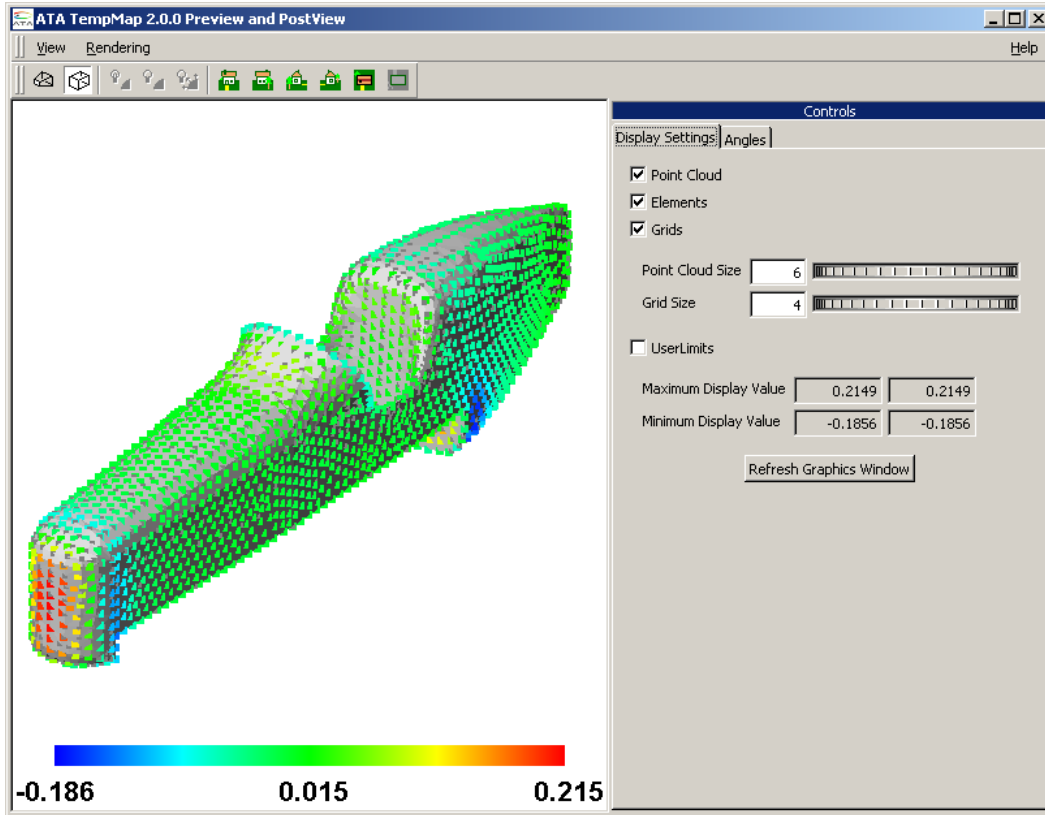 ATA TempMap 2.0.0 Preview and PostView
View Rendering Help
Controls
Display Settings Angles
Point Cloud
Elements
Grids
Point Cloud Size 6
Grid Size 4
UserLimits
Maximum Display Value 0.2149 0.2149
Minimum Display Value -0.1856 -0.1856
Refresh Graphics Window
-0.186 0.015 0.215